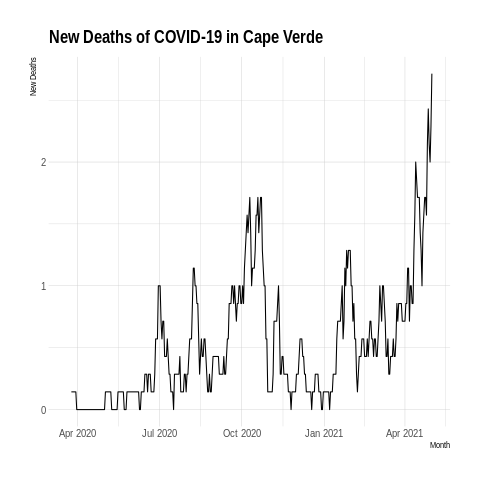 New Deaths of COVID-19 in Cape Verde
New Deaths
2
1
0
Apr 2020 Jul 2020 Oct 2020 Jan 2021 Apr 2021
Month